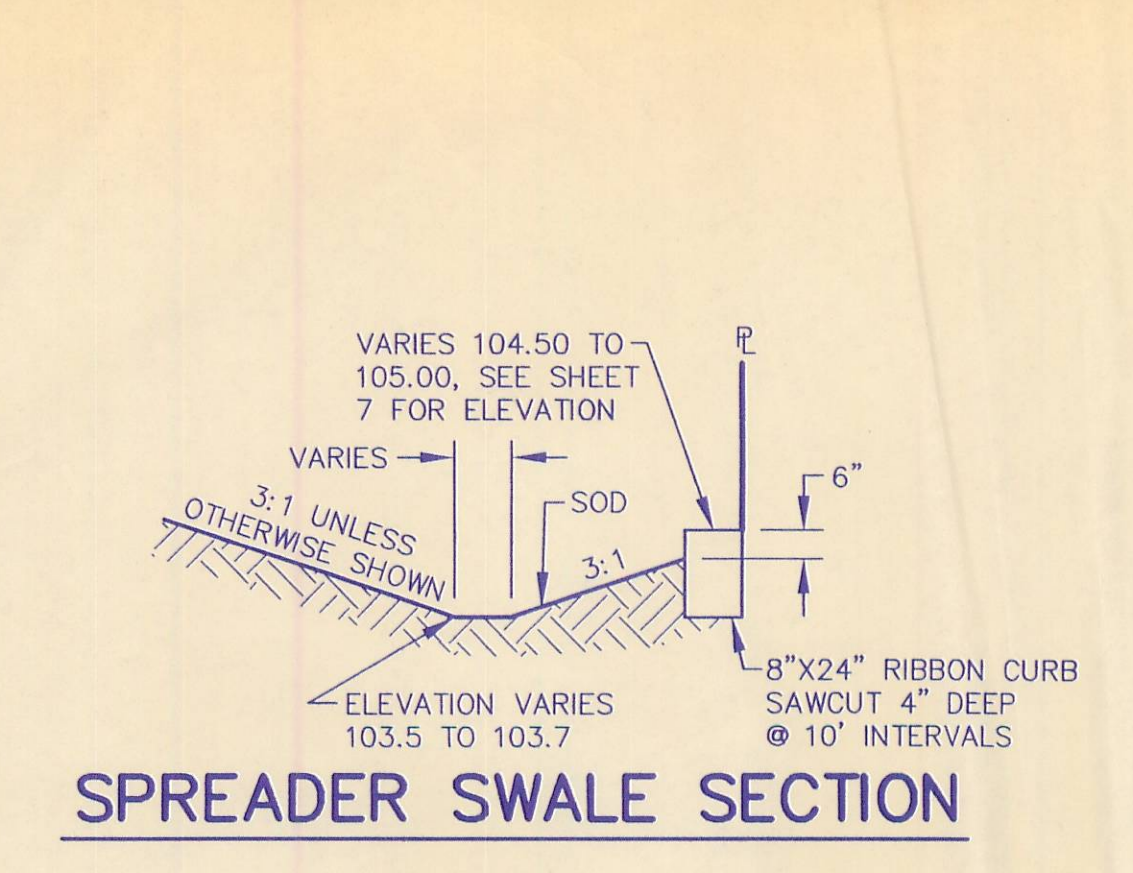 VARIES 104.50 TO
105.00, SEE SHEET
7 FOR ELEVATION
PL
VARIES
6”
SOD
3:1 UNLESS
OTHERWISE SHOWN
3:1
8”X24” RIBBON CURB
SAWCUT 4” DEEP
@ 10’ INTERVALS
ELEVATION VARIES
103.5 TO 103.7
SPREADER SWALE SECTION